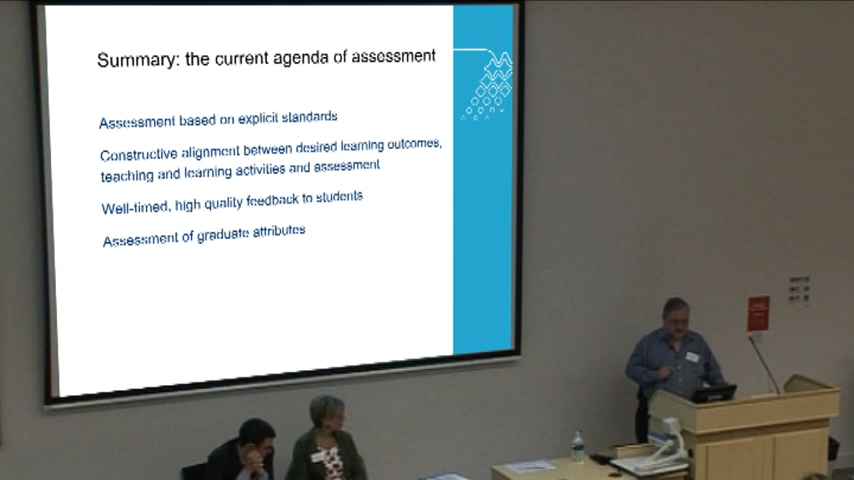 Summary: the current agenda of assessment
Assessment based on explicit standards
Constructive alignment between desired learning outcomes,
teaching and learning activities and assessment
Well-timed, high quality feedback to students
Assessment of graduate attributes